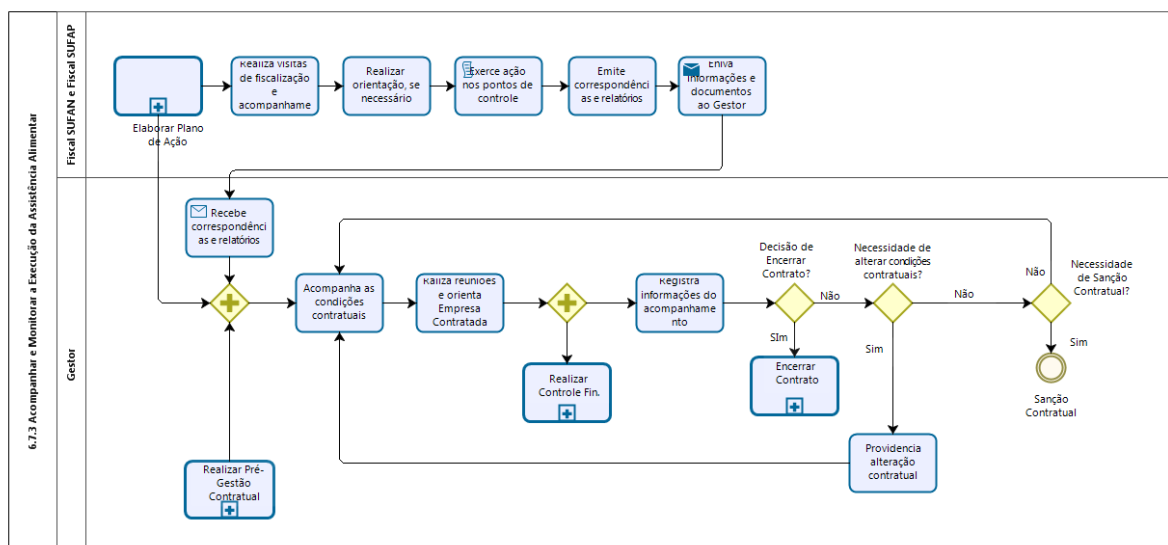 6.7.3 Acompanhar e Monitorar a Execução da Assistência Alimentar
Fiscal SUFAN e Fiscal SUFAP
Elaborar Plano
de Ação
Realiza visitas
de fiscalização
e
acompanhame
Realizar
orientação, se
necessário
Exerce ação
nos pontos de
controle
Emite
correspondênc
as e relatórios
Eniva
informações e
documentos
ao Gestor
Gestor
Recebe
correspondênci
as e relatórios
Realizar Pré-
Gestão
Contratual
Acompanha as
condições
contratuais
Raliza reuniões
e orienta
Empresa
Contratada
Realizar
Controle Fin.
Registra
informações do
acompanhame
nto
Decisão de
Encerrar
Contrato?
Não
SIm
Encerrar
Contrato
Necessidade de
alterar condições
contratuais?
Não
Sim
Providencia
alteração
contratual
Necessidade
de Sanção
Contratual?
Não
Sim
Sanção
Contratual